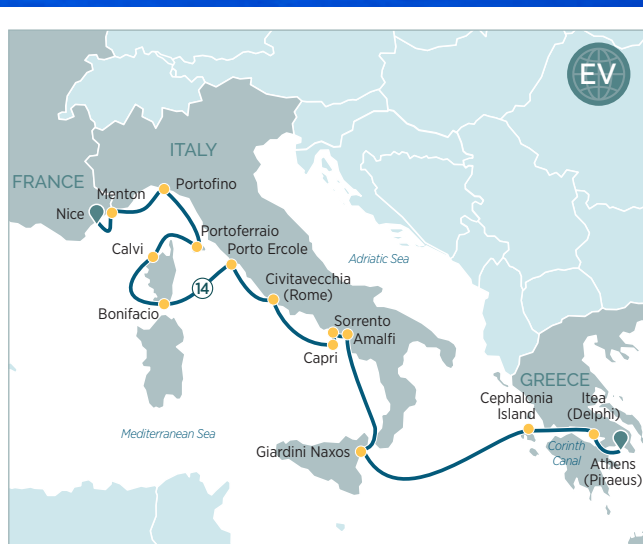 EV
ITALY
FRANCE
Menton
Portofino
Nice
Portoferraio
Calvi
Porto Ercole
Adriatic Sea
Civitavecchia
(Rome)
14
Bonifacio
Sorrento
Amalfi
Capri
GREECE
Cephalonia
Island
Itea
(Delphi)
Mediterranean Sea
Giardini Naxos
Corinth
Canal
Athens
(Piraeus)